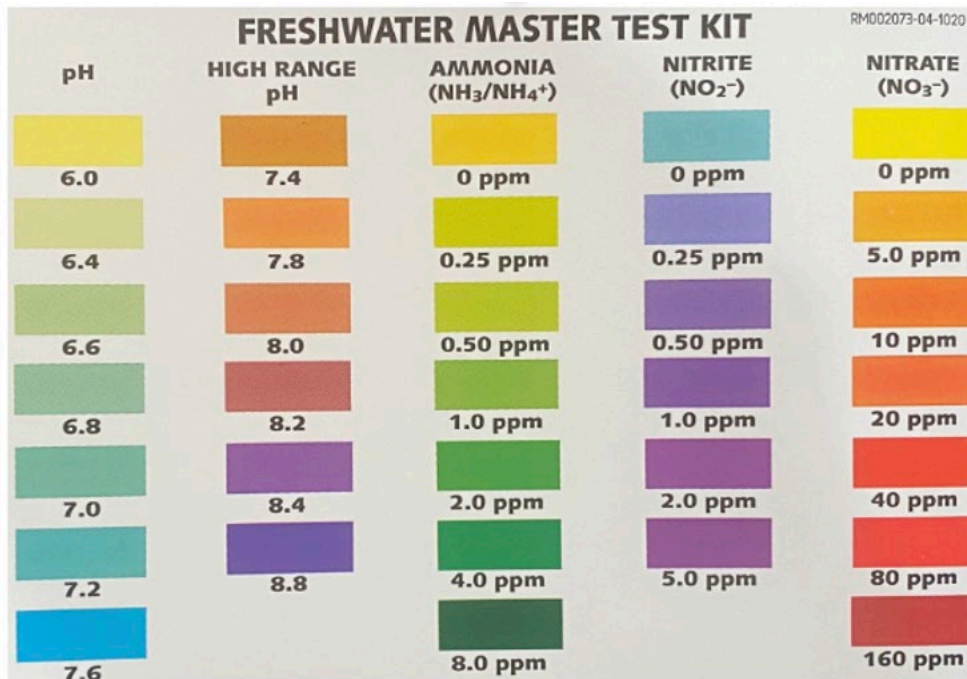 FRESHWATER MASTER TEST KIT
RM002073-04-1020
pH
HIGH RANGE
pH
AMMONIA
(NH₃/NH₄⁺)
NITRITE
(NO₂⁻)
NITRATE
(NO₃⁻)
6.0 7.4 0 ppm 0 ppm 0 ppm
6.4 7.8 0.25 ppm 0.25 ppm 5.0 ppm
6.6 8.0 0.50 ppm 0.50 ppm 10 ppm
6.8 8.2 1.0 ppm 1.0 ppm 20 ppm
7.0 8.4 2.0 ppm 2.0 ppm 40 ppm
7.2 8.8 4.0 ppm 5.0 ppm 80 ppm
7.6 8.0 ppm 160 ppm